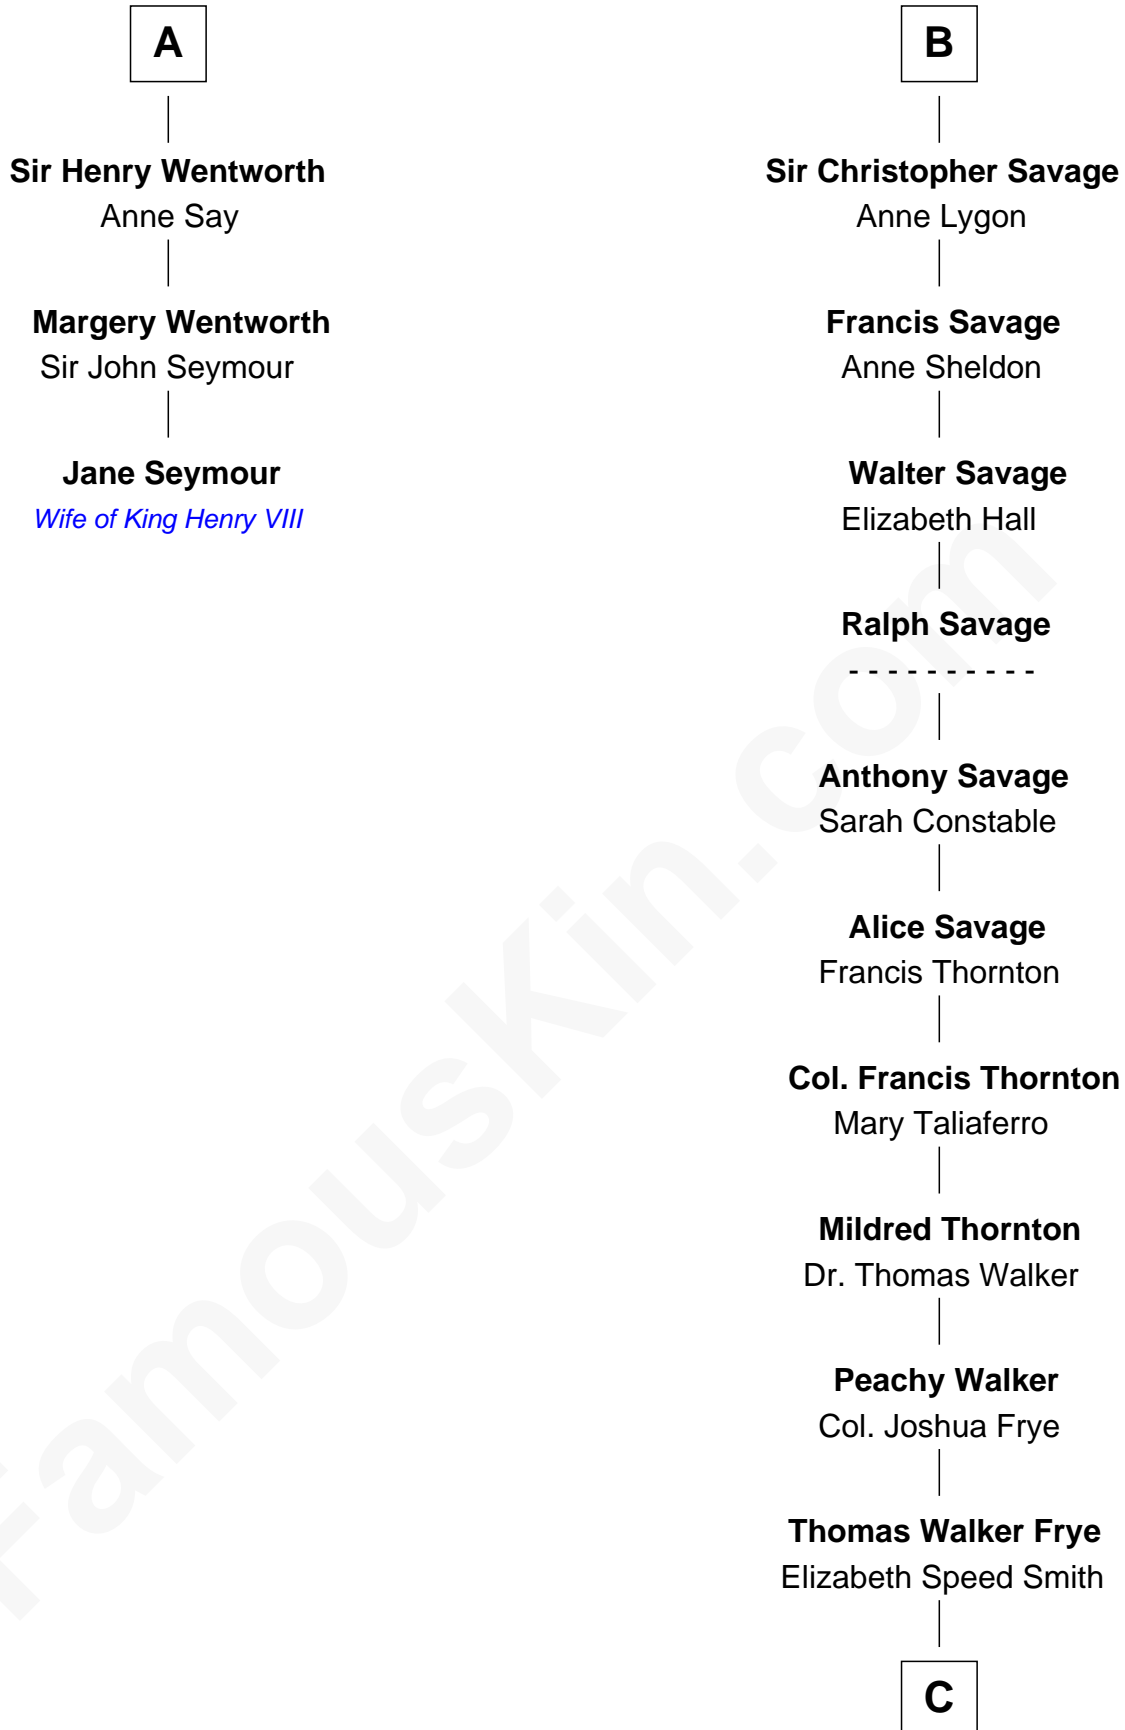 A
Sir Henry Wentworth
Anne Say
Margery Wentworth
Sir John Seymour
Jane Seymour
Wife of King Henry VIII
B
Sir Christopher Savage
Anne Lygon
Francis Savage
Anne Sheldon
Walter Savage
Elizabeth Hall
Ralph Savage
- - - - - - - - - -
Anthony Savage
Sarah Constable
Alice Savage
Francis Thornton
Col. Francis Thornton
Mary Taliaferro
Mildred Thornton
Dr. Thomas Walker
Peachy Walker
Col. Joshua Frye
Thomas Walker Frye
Elizabeth Speed Smith
C
FamousKin.com